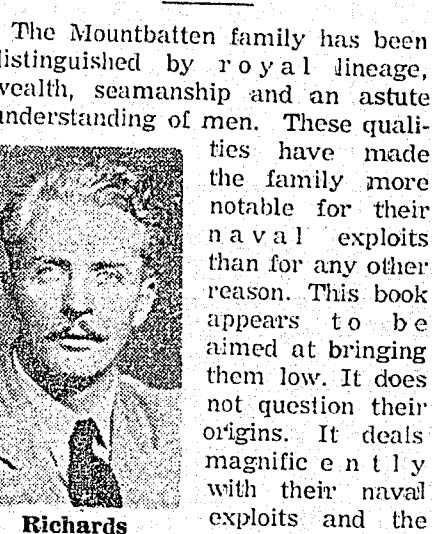 The Mountbatten family has been
distinguished by royal lineage,
wealth, seamanship and an astute
understanding of men. These quali-
ties have made
the family more
notable for their
naval exploits
than for any other
reason. This book
appears to be
aimed at bringing
them low. It does
not question their
origins. It deals
magnificently
with their naval
exploits and the
Richards